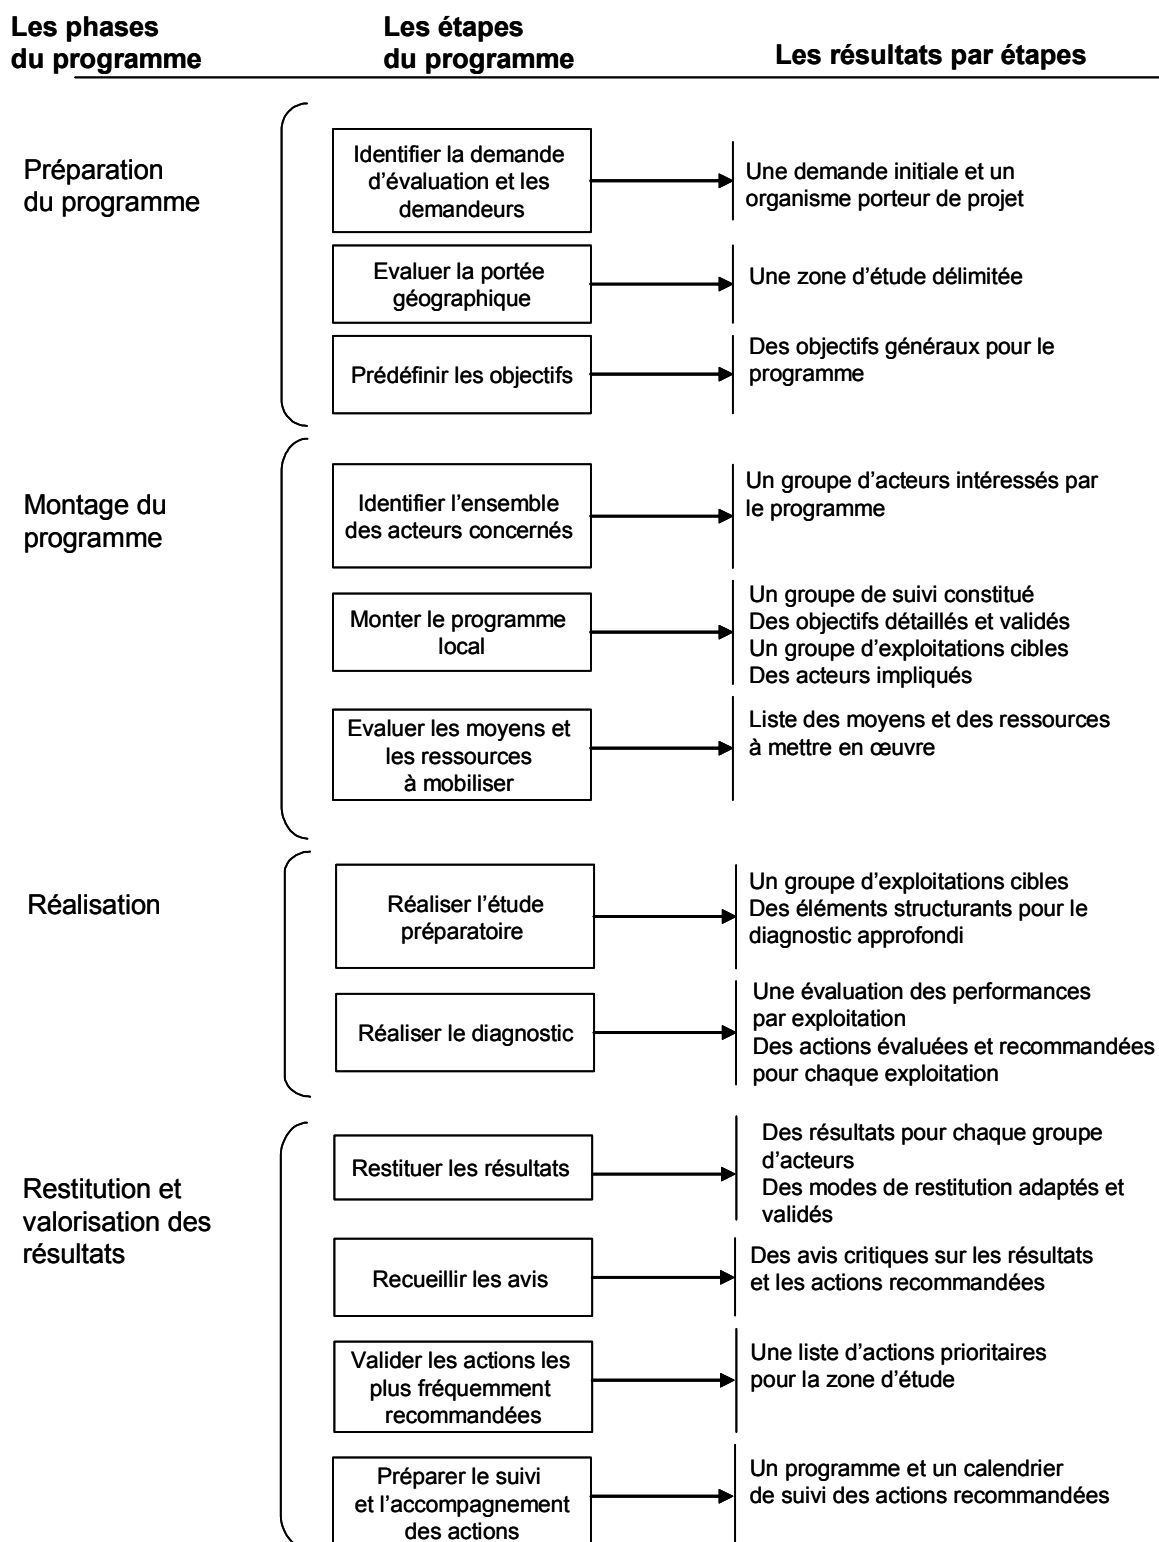 Les phases
du programme
Les étapes
du programme
Les résultats par étapes
Préparation
du programme
Identifier la demande
d’évaluation et les
demandeurs
Une demande initiale et un
organisme porteur de projet
Evaluer la portée
géographique
Une zone d’étude délimitée
Prédéfinir les objectifs
Des objectifs généraux pour le
programme
Montage du
programme
Identifier l’ensemble
des acteurs concernés
Un groupe d’acteurs intéressés par
le programme
Monter le programme
local
Un groupe de suivi constitué
Des objectifs détaillés et validés
Un groupe d’exploitations cibles
Des acteurs impliqués
Evaluer les moyens et
les ressources
à mobiliser
Liste des moyens et des ressources
à mettre en œuvre
Réalisation
Réaliser l’étude
préparatoire
Un groupe d’exploitations cibles
Des éléments structurants pour le
diagnostic approfondi
Réaliser le diagnostic
Une évaluation des performances
par exploitation
Des actions évaluées et recommandées
pour chaque exploitation
Restitution et
valorisation des
résultats
Restituer les résultats
Des résultats pour chaque groupe
d’acteurs
Des modes de restitution adaptés et
validés
Recueillir les avis
Des avis critiques sur les résultats
et les actions recommandées
Valider les actions les
plus fréquemment
recommandées
Une liste d’actions prioritaires
pour la zone d’étude
Préparer le suivi
et l’accompagnement
des actions
Un programme et un calendrier
de suivi des actions recommandées